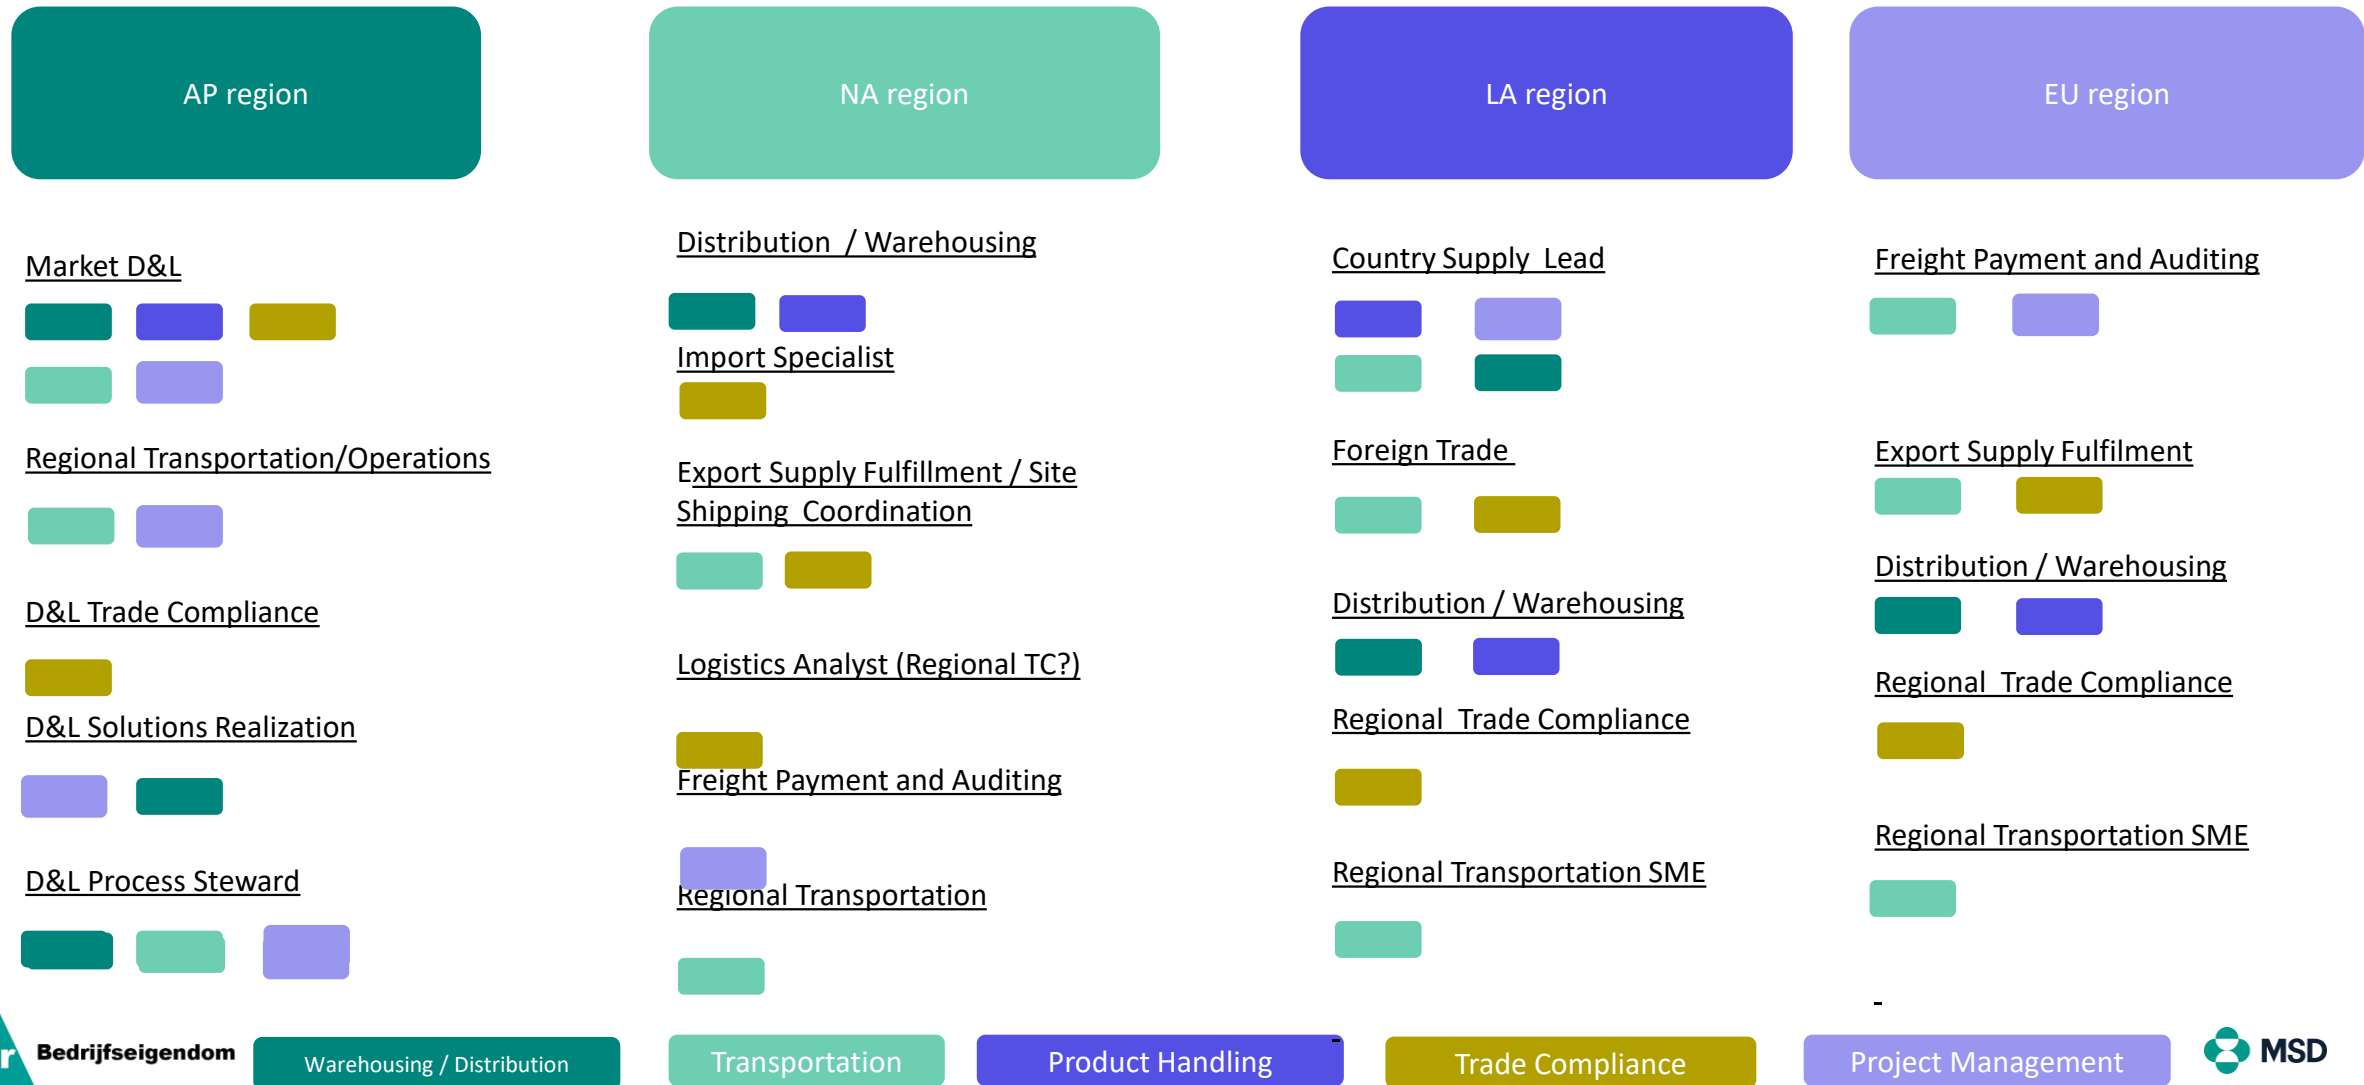 AP region
NA region
LA region
EU region
Market D&L
Regional Transportation/Operations
D&L Trade Compliance
D&L Solutions Realization
D&L Process Steward
Distribution / Warehousing
Import Specialist
Export Supply Fulfillment / Site
Shipping Coordination
Logistics Analyst (Regional TC?)
Freight Payment and Auditing
Regional Transportation
Country Supply Lead
Foreign Trade
Distribution / Warehousing
Regional Trade Compliance
Regional Transportation SME
Freight Payment and Auditing
Export Supply Fulfilment
Distribution / Warehousing
Regional Trade Compliance
Regional Transportation SME
r
Bedrijfseigendom
Warehousing / Distribution
Transportation
Product Handling
Trade Compliance
Project Management
MSD